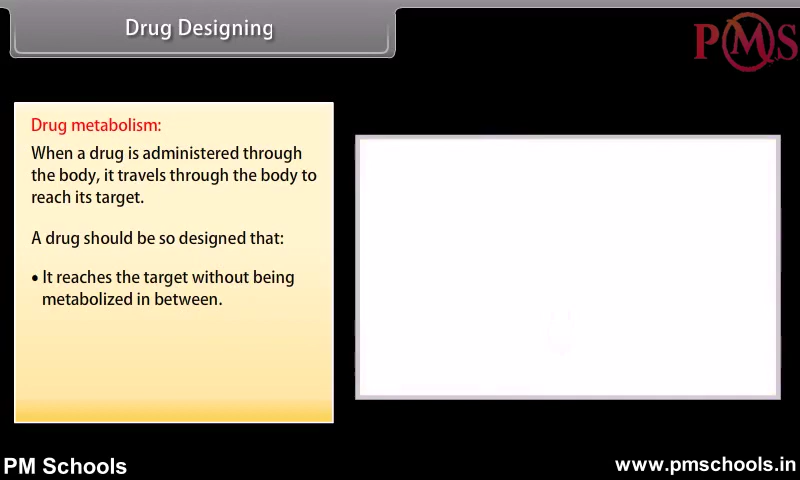 Drug Designing
PMS
Drug metabolism:
When a drug is administered through
the body, it travels through the body to
reach its target.
A drug should be so designed that:
• It reaches the target without being
metabolized in between.
PM Schools
www.pmschools.in